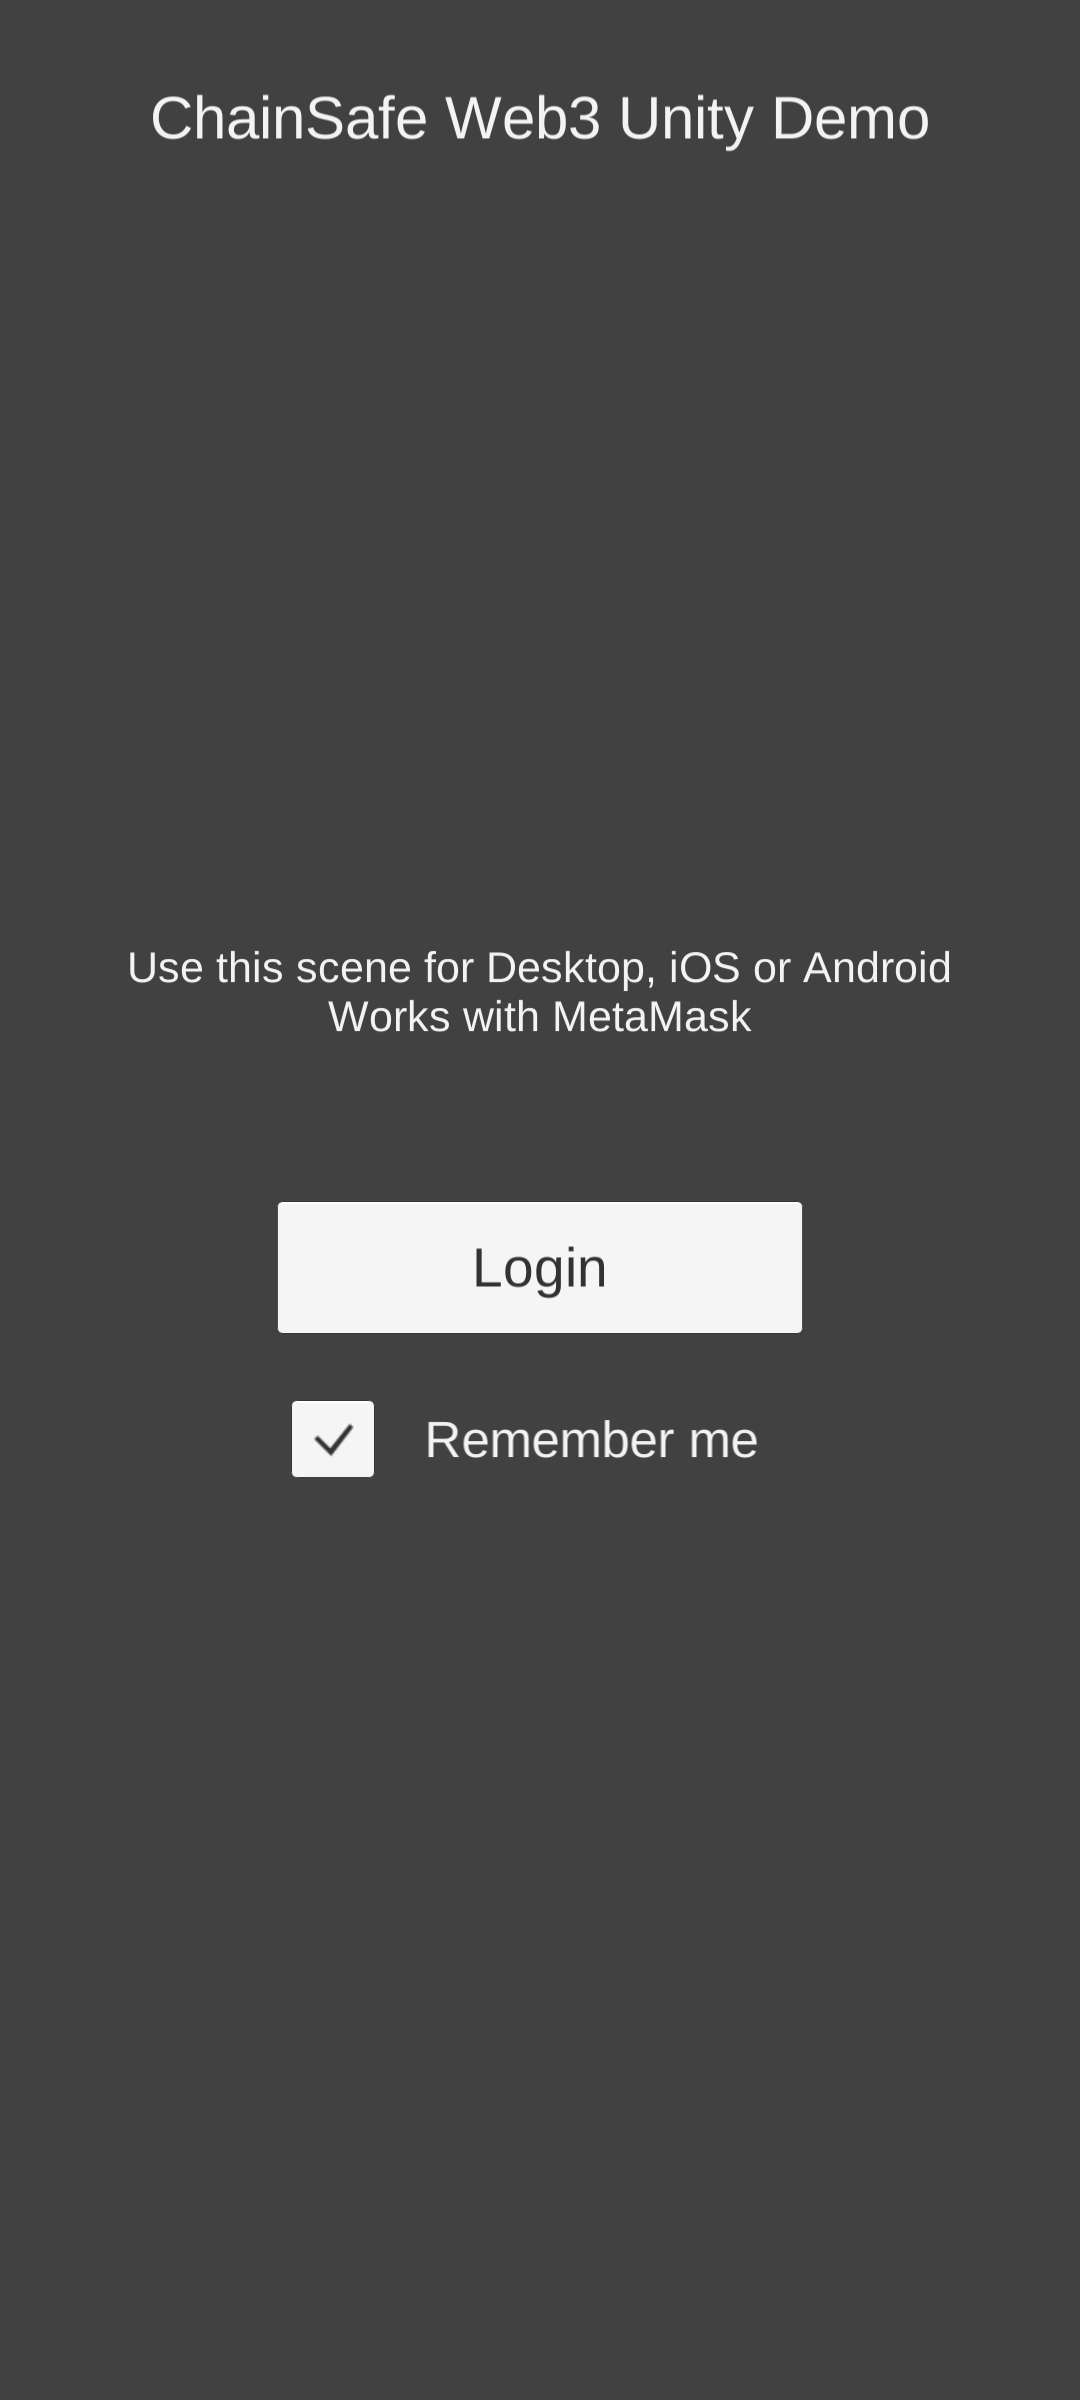 ChainSafe Web3 Unity Demo
Use this scene for Desktop, iOS or Android
Works with MetaMask
Login
Remember me